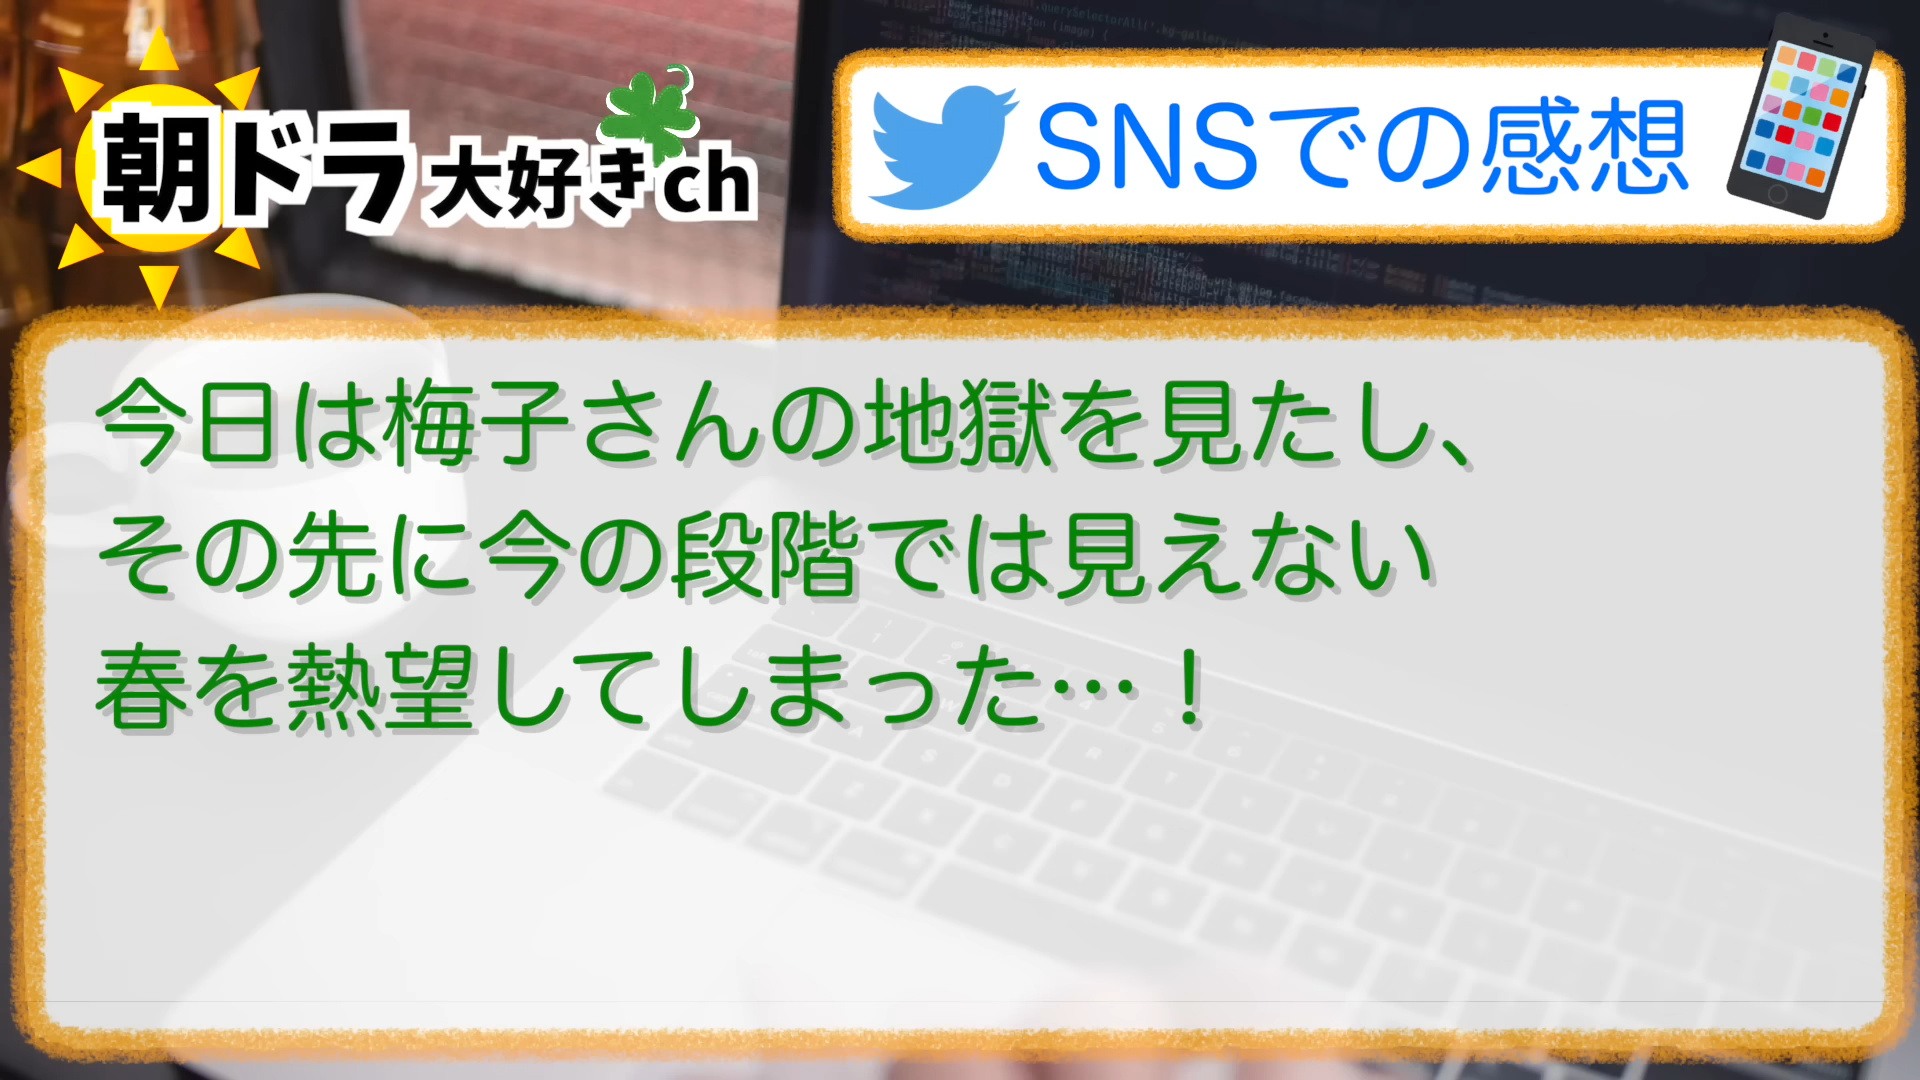 朝ドラ大好きch
SNSでの感想
今日は梅子さんの地獄を見たし、
その先に今の段階では見えない
春を熱望してしまった…！